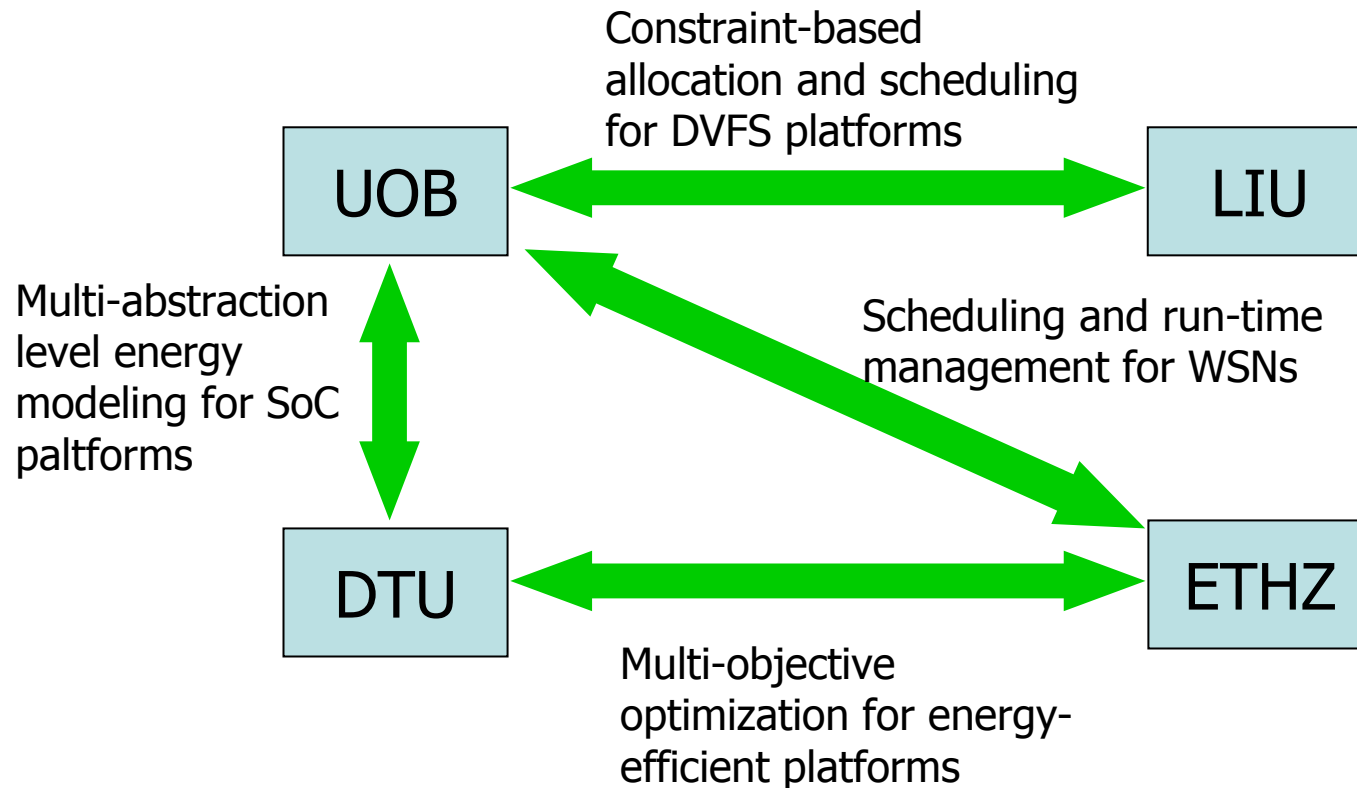 Constraint-based
allocation and scheduling
for DVFS platforms
UOB
LIU
Multi-abstraction
level energy
modeling for SoC
paltforms
Scheduling and run-time
management for WSNs
DTU
ETHZ
Multi-objective
optimization for energy-
efficient platforms